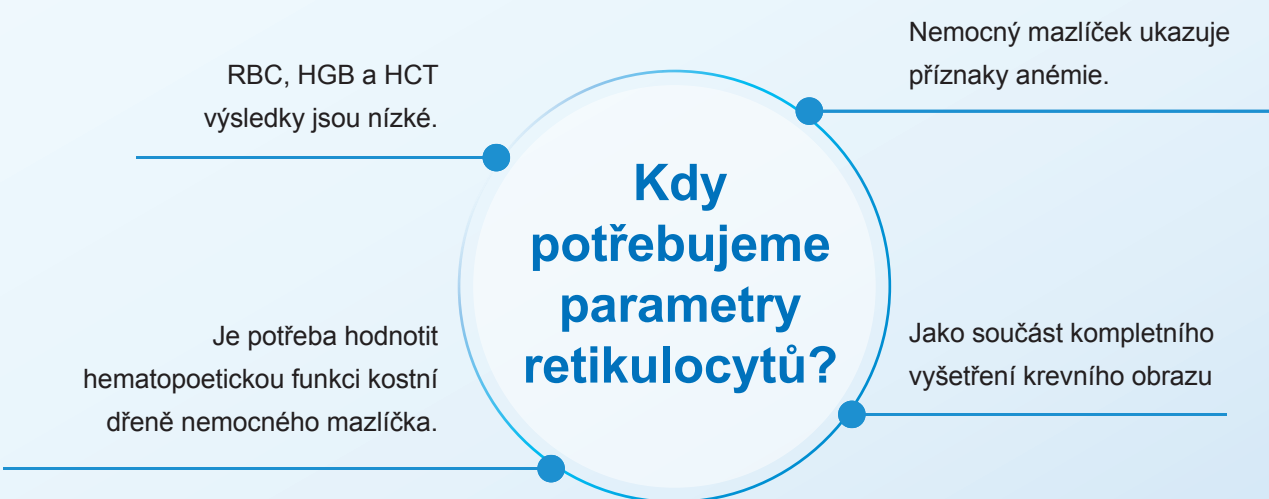 RBC, HGB a HCT
výsledky jsou nízké.
Nemocný mazlíček ukazuje
příznaky anémie.
Kdy
potřebujeme
parametry
retikulocytů?
Je potřeba hodnotit
hematopoetickou funkci kostní
dřeně nemocného mazlíčka.
Jako součást kompletního
vyšetření krevního obrazu